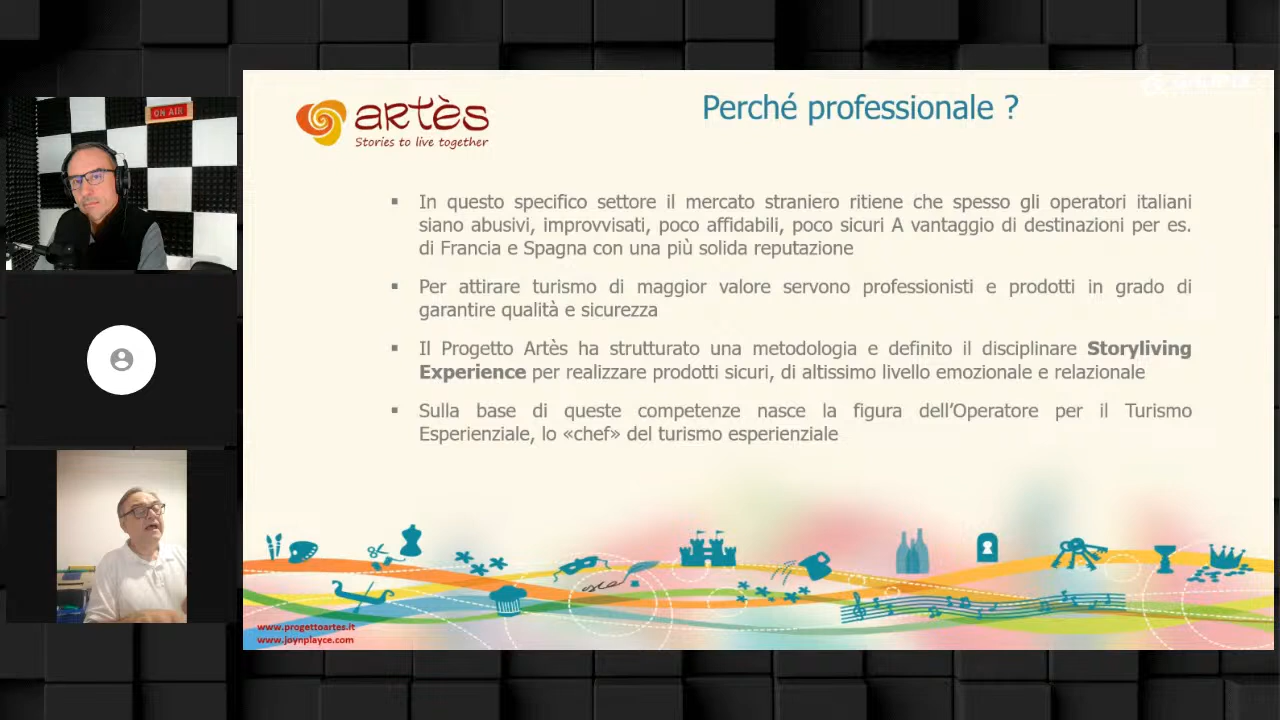 ON AIR
artès
Stories to live together
Perché professionale ?
In questo specifico settore il mercato straniero ritiene che spesso gli operatori italiani
siano abusivi, improvvisati, poco affidabili, poco sicuri A vantaggio di destinazioni per es.
di Francia e Spagna con una più solida reputazione
Per attirare turismo di maggior valore servono professionisti e prodotti in grado di
garantire qualità e sicurezza
Il Progetto Artès ha strutturato una metodologia e definito il disciplinare Storyliving
Experience per realizzare prodotti sicuri, di altissimo livello emozionale e relazionale
Sulla base di queste competenze nasce la figura dell'Operatore per il Turismo
Esperienziale, lo «chef» del turismo esperienziale
www.progettoartes.it
www.joynplayce.com